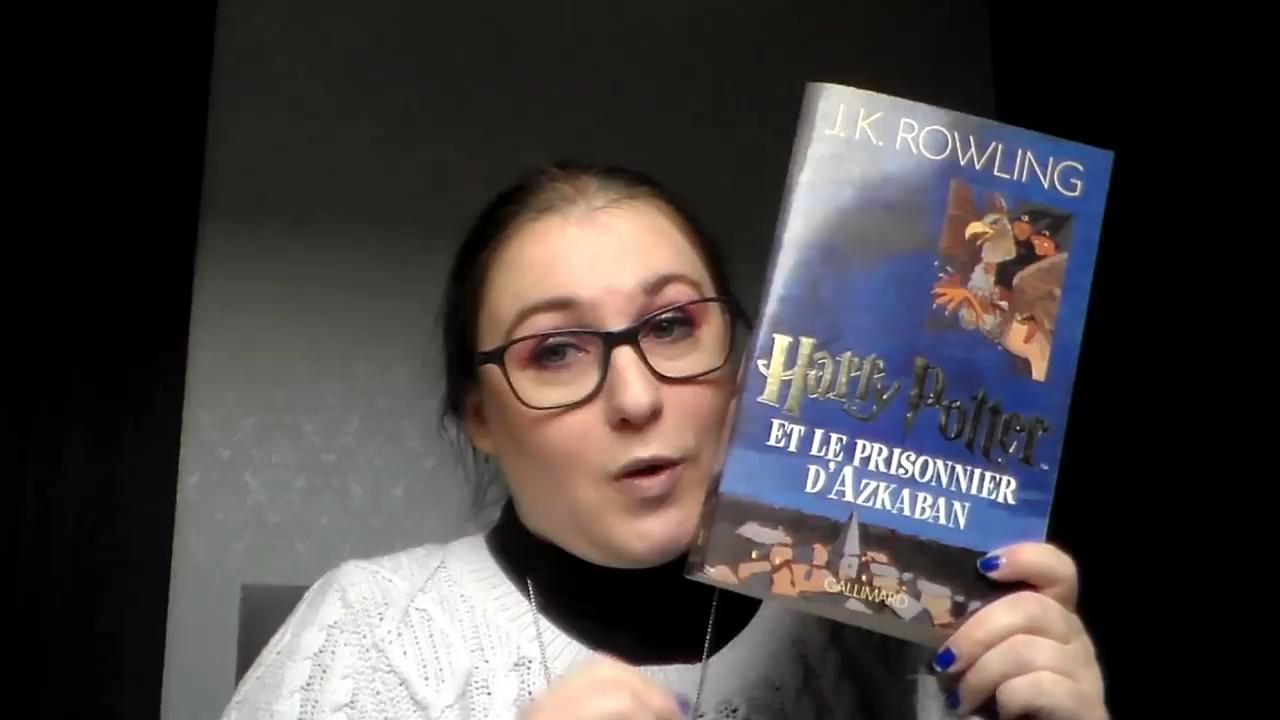 J.K. ROWLING
Harry Potter
ET LE PRISONNIER
D'AZKABAN
GALLIMARD